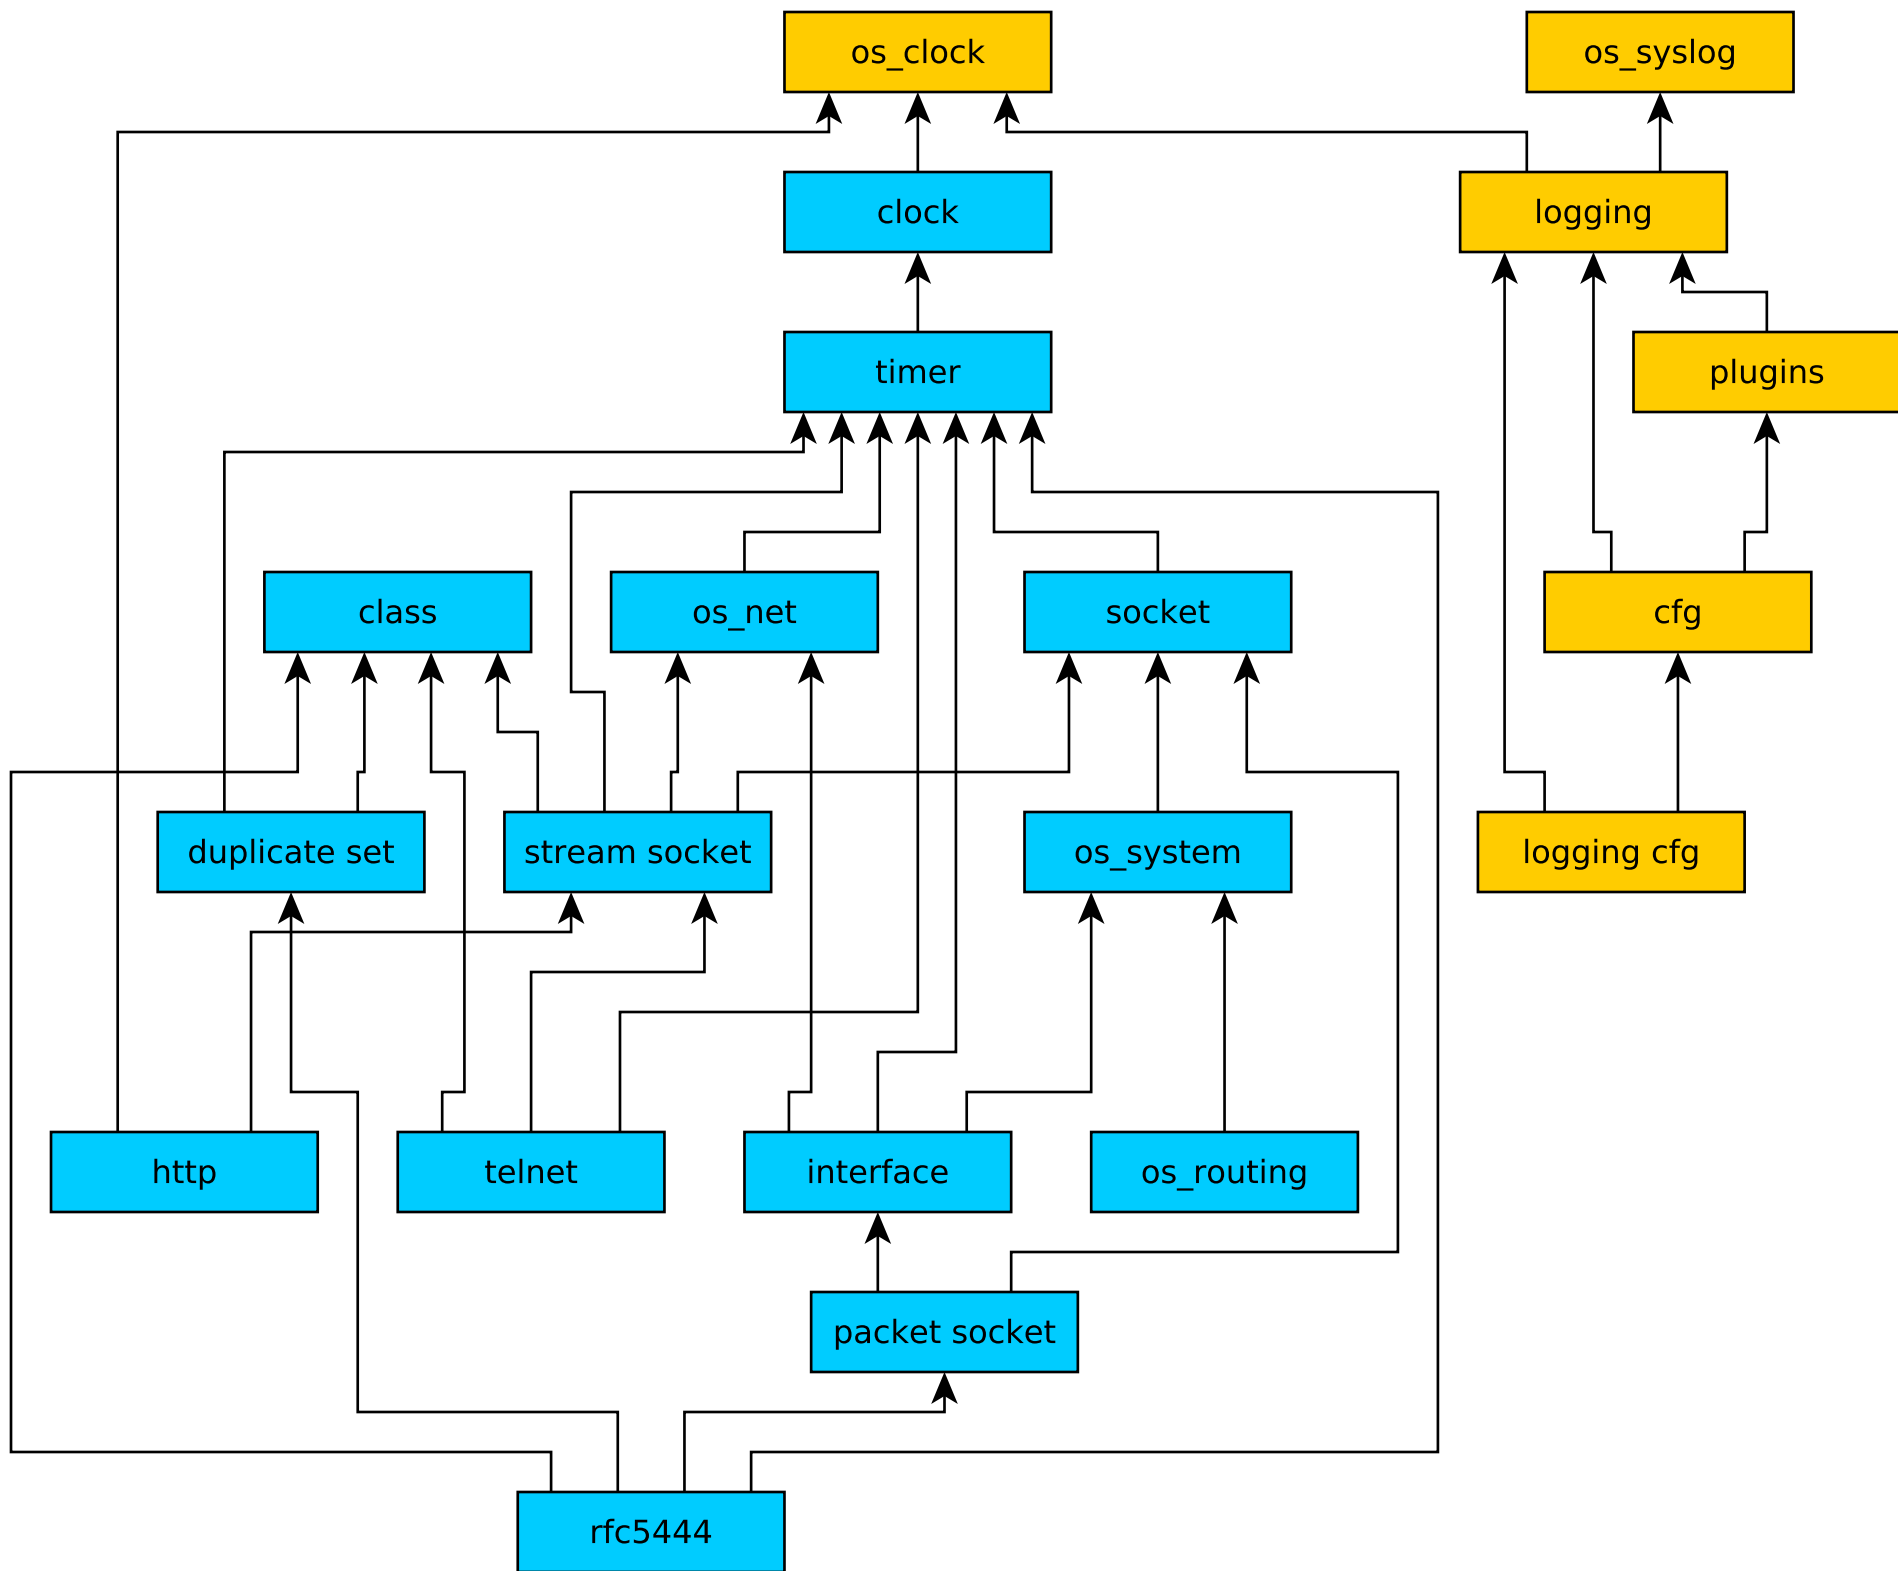 os_clock
os_syslog
clock
logging
timer
plugins
class
os_net
socket
cfg
duplicate set
stream socket
os_system
logging cfg
http
telnet
interface
os_routing
packet socket
rfc5444